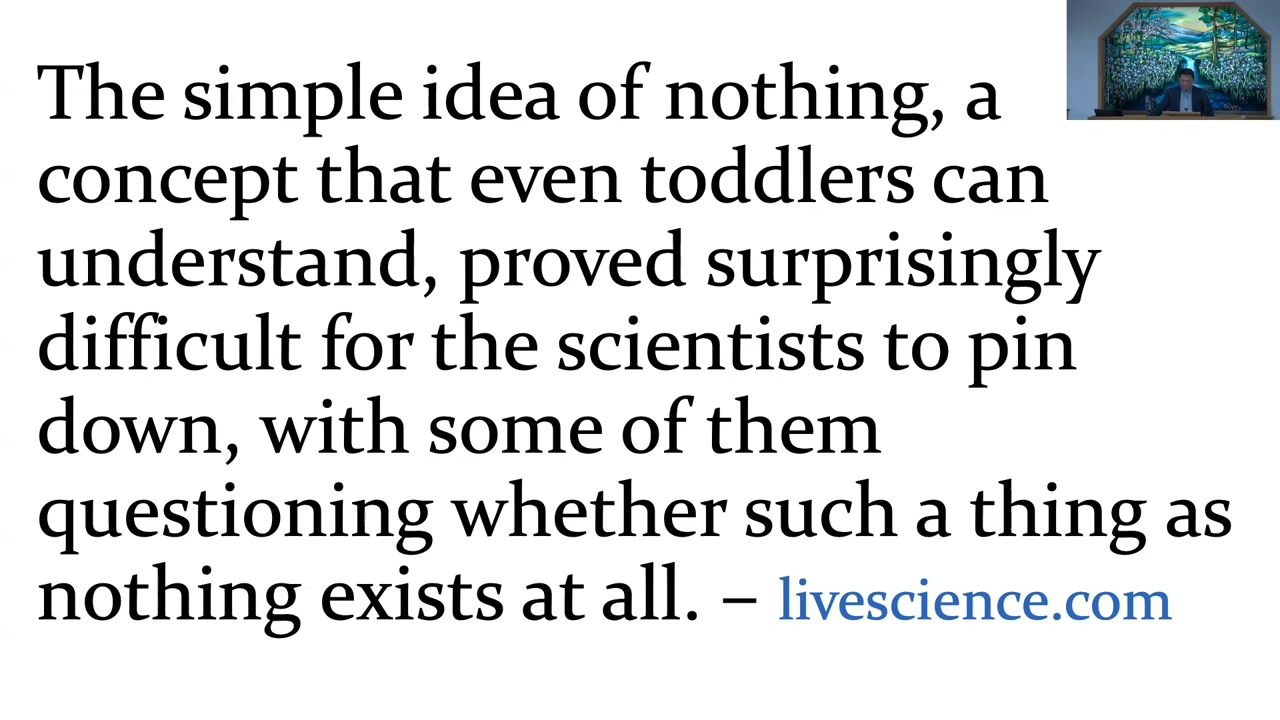 The simple idea of nothing, a
concept that even toddlers can
understand, proved surprisingly
difficult for the scientists to pin
down, with some of them
questioning whether such a thing as
nothing exists at all. – livescience.com